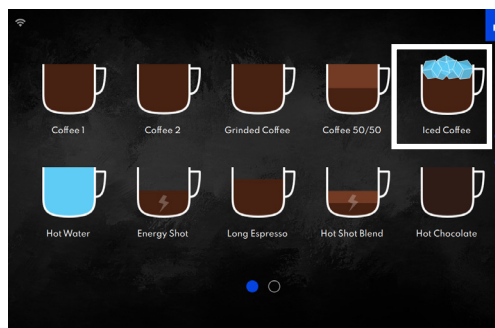 Coffee 1
Coffee 2
Grinded Coffee
Coffee 50/50
Iced Coffee
Hot Water
Energy Shot
Long Espresso
Hot Shot Blend
Hot Chocolate